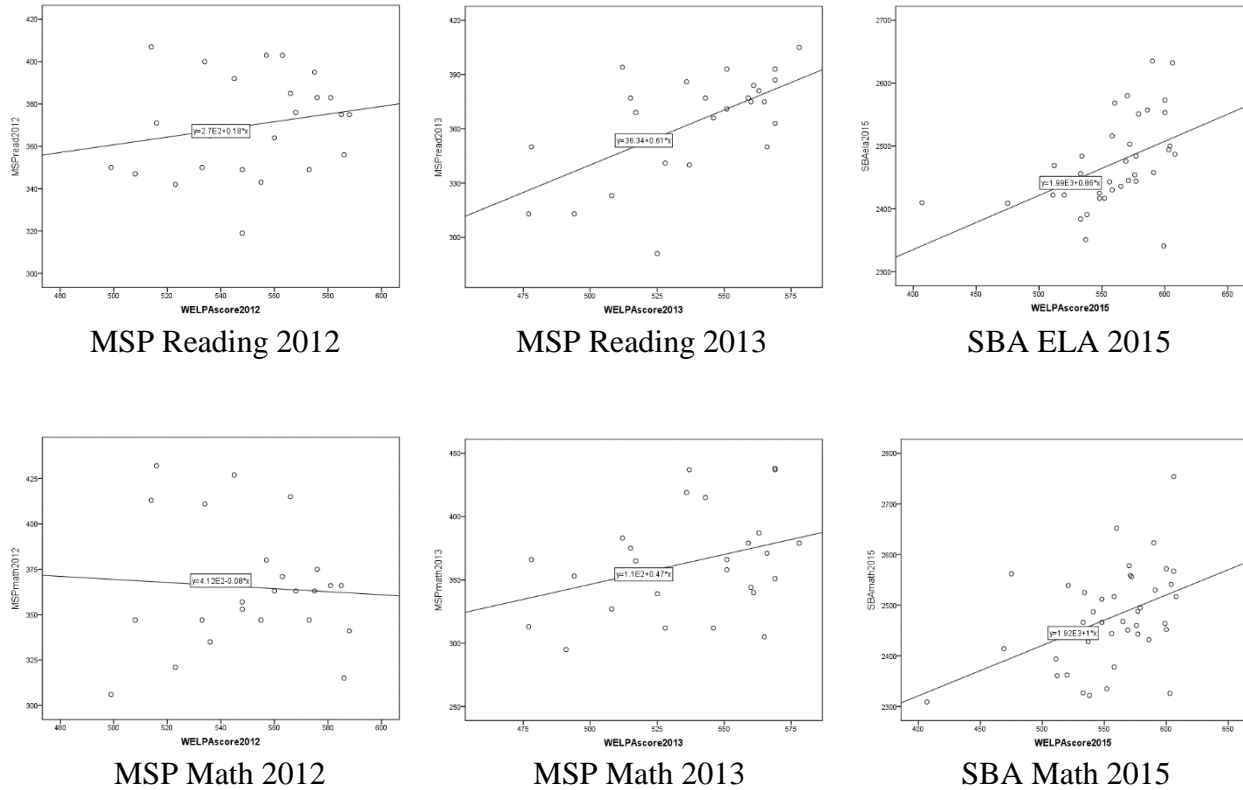 420
400
380
360
340
320
300
MSPread2012
y=2.7E2+0.18*x
480 500 520 540 560 580 600
WELPAscore2012
MSP Reading 2012
420
390
360
330
300
MSPread2013
y=36.34+0.61*x
475 500 525 550 575
WELPAscore2013
MSP Reading 2013
2700
2600
2500
2400
2300
SBAela2015
y=1.99E3+0.86*x
400 450 500 550 600 650
WELPAscore2015
SBA ELA 2015
425
400
375
350
325
300
MSPmath2012
y=4.12E2-0.08*x
480 500 520 540 560 580 600
WELPAscore2012
MSP Math 2012
450
400
350
300
250
MSPmath2013
y=1.1E2+0.47*x
475 500 525 550 575
WELPAscore2013
MSP Math 2013
2800
2700
2600
2500
2400
2300
SBAmath2015
y=1.92E3+1*x
400 450 500 550 600 650
WELPAscore2015
SBA Math 2015